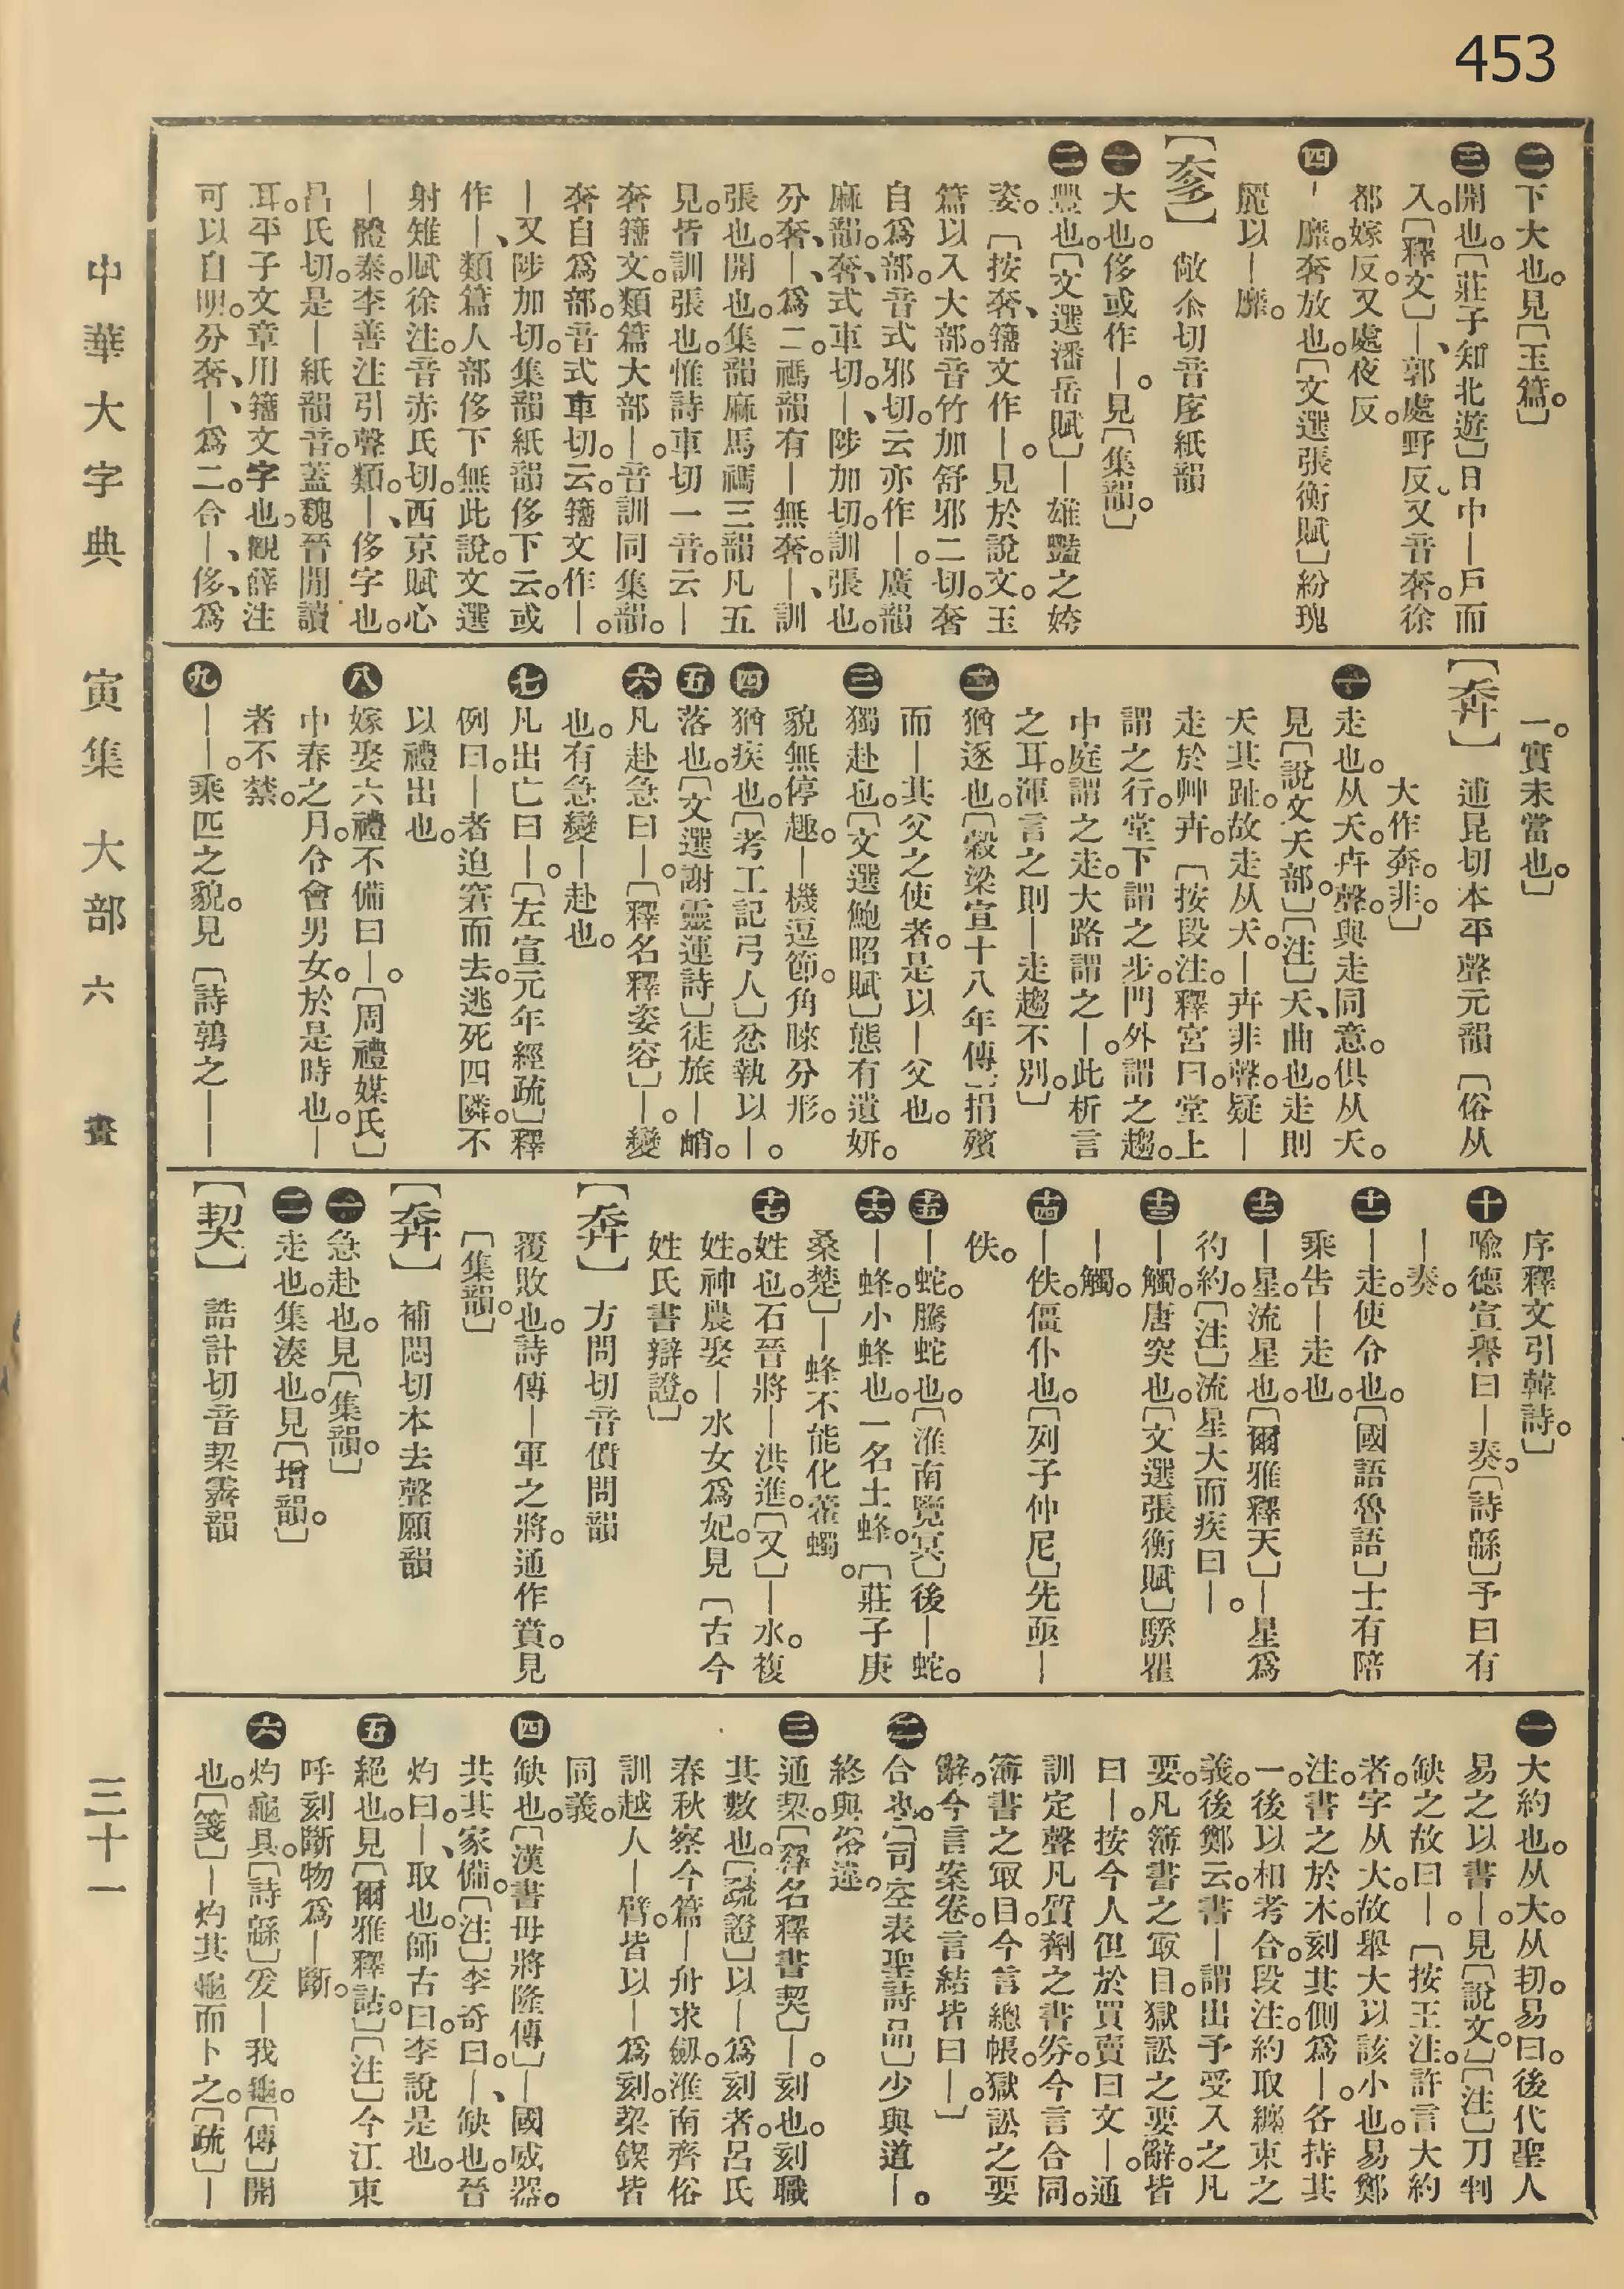 453
㊁下大也。見〔玉篇。〕
㊂開也。〔莊子知北遊〕日中｜戶而
入。〔釋文〕｜、郭處野反又音奢。徐
都嫁反。又處夜反。
㊃｜靡。奢放也。〔文選張衡賦〕紛瑰
麗以｜靡。
【奓】　敞尒切音庢紙韻
㊀大也。侈或作｜。見〔集韻。〕
㊁豐也。〔文選潘岳賦〕｜雄豔之姱
姿。〔按奢、籀文作｜。見於說文。玉
篇以入大部。音竹加舒邪二切。奢
自爲部。音式邪切。云亦作｜。廣韻
麻韻。奢、式車切。｜、陟加切。訓張也。
分奢、｜、爲二。禡韻有｜無奢。｜、訓
張也。開也。集韻麻馬禡三韻凡五
見。皆訓張也。惟詩車切一音。云｜
奢籀文。類篇大部｜。音訓同集韻。
奢自爲部。音式車切。云。籀文作｜。
｜又陟加切。集韻紙韻侈下云。或
作｜、類篇人部侈下無此說。文選
射雉賦徐注。音赤氏切。西京賦心
｜體泰。李善注引聲類。｜、侈字也。
呂氏切。是｜紙韻音。蓋魏晉閒讀
耳。平子文章用籀文字也。觀薛注
可以自明。分奢、｜、爲二。合｜、侈、爲
一。實未當也。〕
【奔】　逋昆切本平聲元韻〔俗从
大作奔。非。〕
㊀走也。从夭。卉聲。與走同意。俱从夭。
見〔說文夭部。〕〔注〕夭、曲也。走則
夭其趾。故走从夭。｜卉非聲。疑｜
走於艸卉。〔按段注。釋宮曰。堂上
謂之行。堂下謂之步。門外謂之趨。
中庭謂之走。大路謂之｜。此析言
之耳。渾言之則｜走趨不別。〕
㊁猶逐也。〔穀梁宣十八年傳〕捐殯
而｜其父之使者。是以｜父也。
㊂獨赴也。〔文選鮑昭賦〕態有遺妍。
貌無停趣。｜機逗節。角睞分形。
㊃猶疾也。〔考工記弓人〕忿執以｜。
㊄落也。〔文選謝靈運詩〕徒旅｜峭。
㊅凡赴急曰｜。〔釋名釋姿容〕｜。變
也。有急變｜赴也。
㊆凡出亡曰｜。〔左宣元年經疏〕釋
例曰。｜者迫窘而去。逃死四隣。不
以禮出也。
㊇嫁娶六禮不備曰｜。〔周禮媒氏〕
中春之月。令會男女。於是時也。｜
者不禁。
㊈｜｜。乘匹之貌。見〔詩鶉之｜｜
序釋文引韓詩。〕
㊉喩德宣譽曰｜奏。〔詩緜〕予曰有
｜奏。
十一｜走。使令也。〔國語魯語〕士有陪
乘。告｜走也。
十二｜星。流星也。〔爾雅釋天〕｜星爲
彴約。〔注〕流星大而疾曰｜。
十三｜觸。唐突也。〔文選張衡賦〕騤瞿
｜觸。
十四｜佚。僵仆也。〔列子仲尼〕先亟｜
佚。
十五｜蛇。騰蛇也。〔淮南覽冥〕後｜蛇。
十六｜蜂。小蜂也。一名土蜂。〔莊子庚
桑楚〕｜蜂不能化藿蠋。
十七姓也。石晉將｜洪進。〔又〕｜水。複
姓。神農娶｜水女爲妃。見〔古今
姓氏書辯證。〕
【奔】　方問切音僨問韻
覆敗也。詩傳｜軍之將。通作賁。見
〔集韻。〕
【奔】　補悶切本去聲願韻
㊀急赴也。見〔集韻。〕
㊁走也。集湊也。見〔增韻。〕
【契】　詰計切音栔霽韻
㊀大約也。从大。从㓞。易曰。後代聖人
易之以書｜。見〔說文。〕〔注〕刀判
缺之故曰｜。〔按王注。許言大約
者。字从大。故舉大以該小也。易鄭
注。書之於木。刻其側爲｜。各持其
一。後以相考合。段注。約取纏束之
義。後鄭云。書｜謂出予受入之凡
要。凡簿書之㝡目。獄訟之要辭。皆
曰｜。按今人但於買賣曰文｜。通
訓定聲凡質劑之書券。今言合同。
簿書之㝡目。今言總帳。獄訟之要
辭。今言案卷。言結皆曰｜。〕
㊁合也。〔司空表聖詩品〕少與道｜。
終與俗違。
㊂通栔。〔釋名釋書契〕｜。刻也。刻職
其數也。〔疏證〕以｜爲刻者。呂氏
春秋察今篇｜舟求劒。淮南齊俗
訓越人｜臂。皆以｜爲刻。栔鍥皆
同義。
㊃缺也。〔漢書毋將隆傳〕｜國威器。
共其家備。〔注〕李奇曰。｜、缺也。晉
灼曰。｜、取也。師古曰。李說是也。
㊄絕也。見〔爾雅釋詁。〕〔注〕今江東
呼刻斷物爲｜斷。
㊅灼龜具。〔詩緜〕爰｜我龜。〔傳〕開
也。〔箋〕｜灼其龜而卜之。〔疏〕｜
中華大字典　寅集　大部　六　畫　三十一